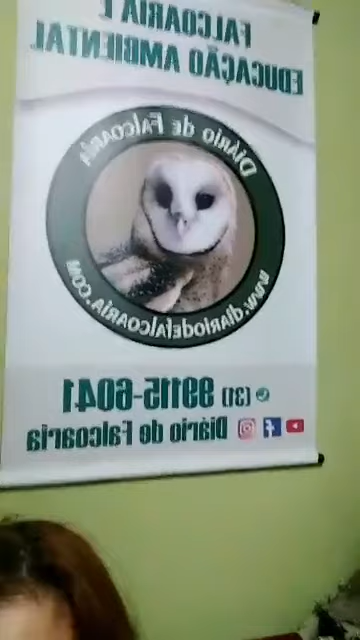 FALCOARIA E
EDUCAÇÃO AMBIENTAL
Diário de Falcoaria
www.diariodefalcoaria.com
(31) 99115-6041
Diário de Falcoaria